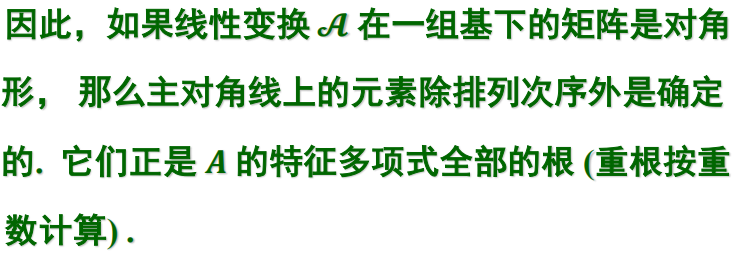 因此，如果线性变换 𝒜 在一组基下的矩阵是对角
形， 那么主对角线上的元素除排列次序外是确定
的. 它们正是 A 的特征多项式全部的根 (重根按重
数计算) .